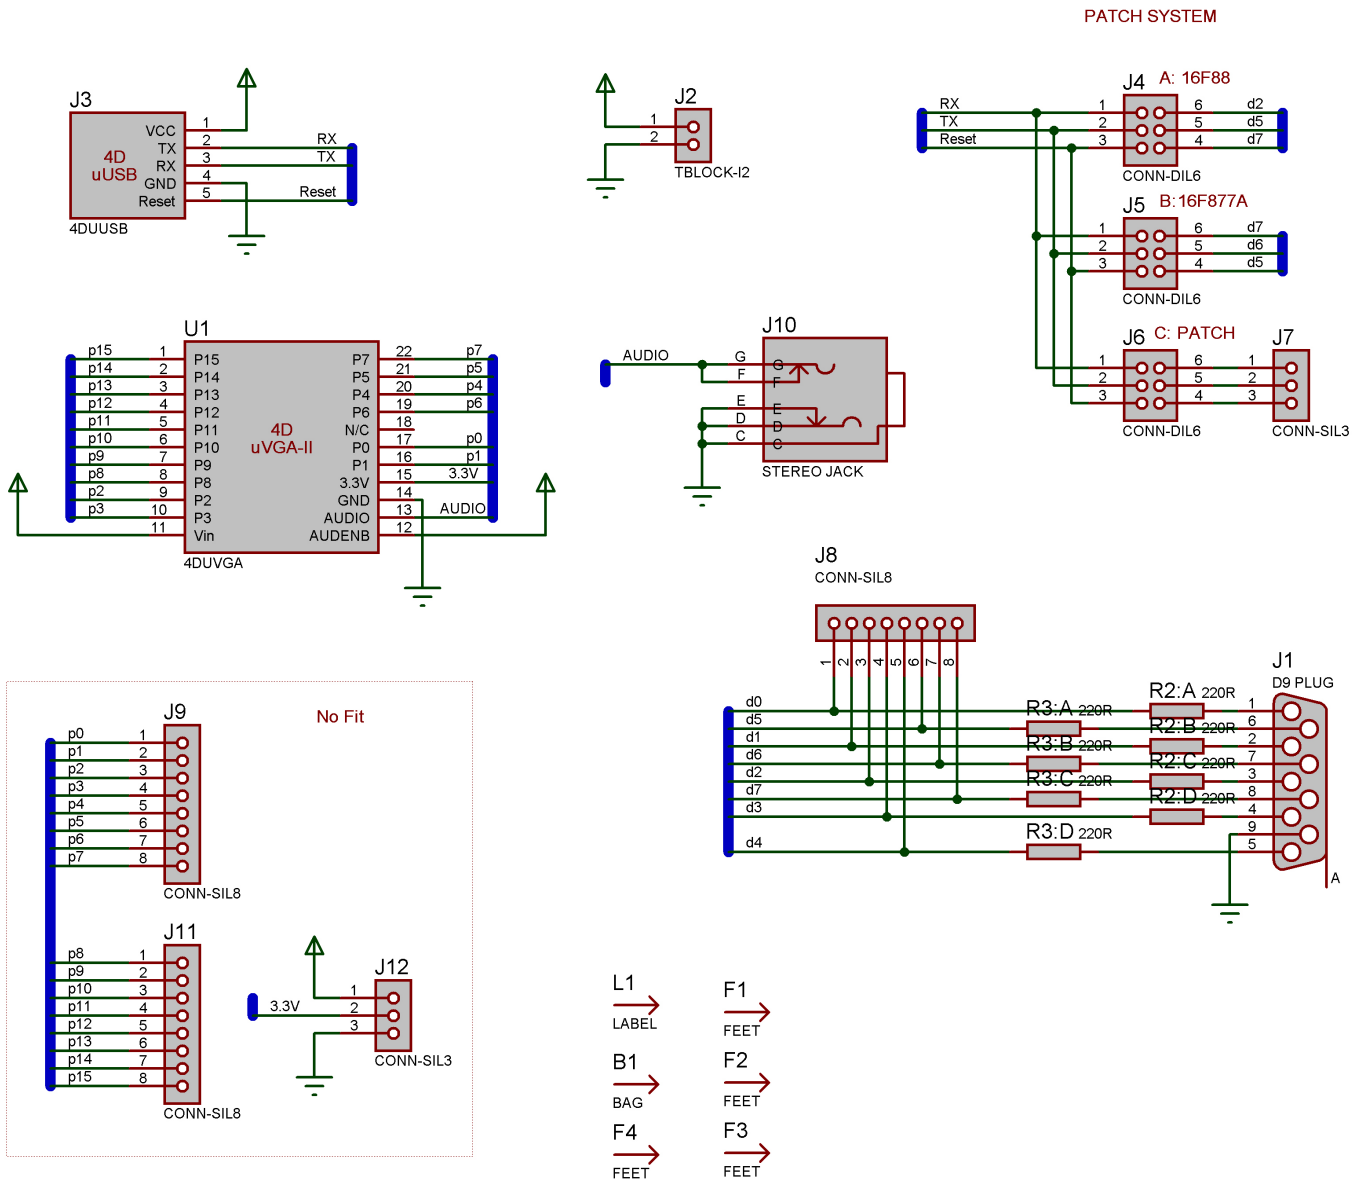 PATCH SYSTEM
J3
4D
uUSB
VCC 1
TX 2 RX
RX 3 TX
GND 4
Reset 5 Reset
4DUUSB
J2
1
2
TBLOCK-I2
J4 A: 16F88
RX 1 6 d2
TX 2 5 d5
Reset 3 4 d7
CONN-DIL6
J5 B:16F877A
1 6 d7
2 5 d6
3 4 d5
CONN-DIL6
J6 C: PATCH J7
1 6 1
2 5 2
3 4 3
CONN-DIL6 CONN-SIL3
U1
4D
uVGA-II
p15 1 P15 P7 22 p7
p14 2 P14 P5 21 p5
p13 3 P13 P4 20 p4
p12 4 P12 P6 19 p6
p11 5 P11 N/C 18
p10 6 P10 P0 17 p0
p9 7 P9 P1 16 p1
p8 8 P8 3.3V 15 3.3V
p2 9 P2 GND 14
p3 10 P3 AUDIO 13 AUDIO
11 Vin AUDENB 12
4DUVGA
J10
AUDIO G G
F F
E E
D D
C C
STEREO JACK
J8
CONN-SIL8
1 2 3 4 5 6 7 8
J1
D9 PLUG
d0 R2:A 220R 1
d5 R3:A 220R 6
d1 R2:B 220R 2
d6 R3:B 220R 7
d2 R2:C 220R 3
d7 R3:C 220R 8
d3 R2:D 220R 4
9
d4 R3:D 220R 5
A
No Fit
J9
p0 1
p1 2
p2 3
p3 4
p4 5
p5 6
p6 7
p7 8
CONN-SIL8
J11
p8 1
p9 2
p10 3
p11 4
p12 5
p13 6
p14 7
p15 8
CONN-SIL8
J12
1
3.3V 2
3
CONN-SIL3
L1
LABEL
F1
FEET
B1
BAG
F2
FEET
F4
FEET
F3
FEET